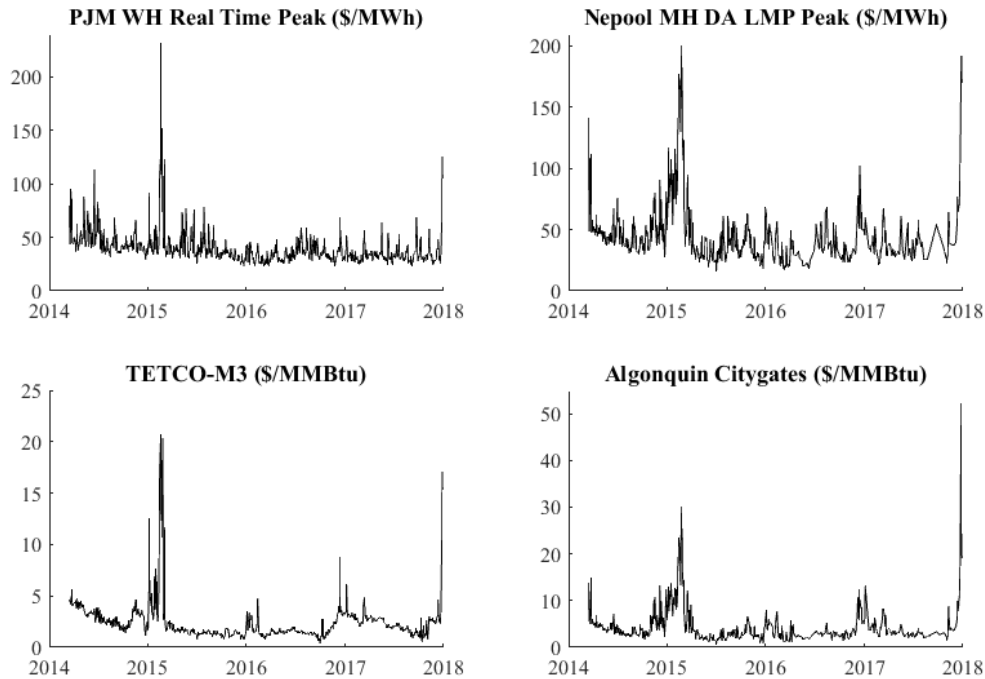 PJM WH Real Time Peak ($/MWh)
200
150
100
50
0
2014 2015 2016 2017 2018
Nepool MH DA LMP Peak ($/MWh)
200
150
100
50
0
2014 2015 2016 2017 2018
TETCO-M3 ($/MMBtu)
25
20
15
10
5
0
2014 2015 2016 2017 2018
Algonquin Citygates ($/MMBtu)
50
40
30
20
10
0
2014 2015 2016 2017 2018